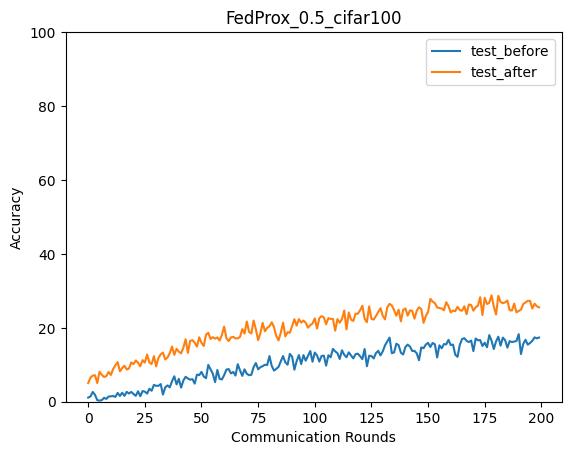 FedProx_0.5_cifar100
100
80
60
40
20
0
Accuracy
test_before
test_after
0 25 50 75 100 125 150 175 200
Communication Rounds